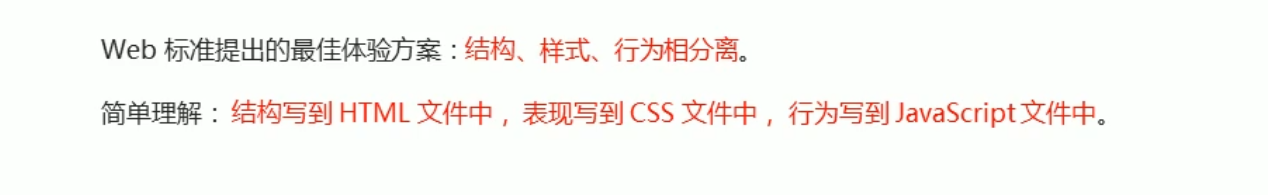 Web 标准提出的最佳体验方案：结构、样式、行为相分离。
简单理解： 结构写到 HTML 文件中， 表现写到 CSS 文件中， 行为写到 JavaScript 文件中。